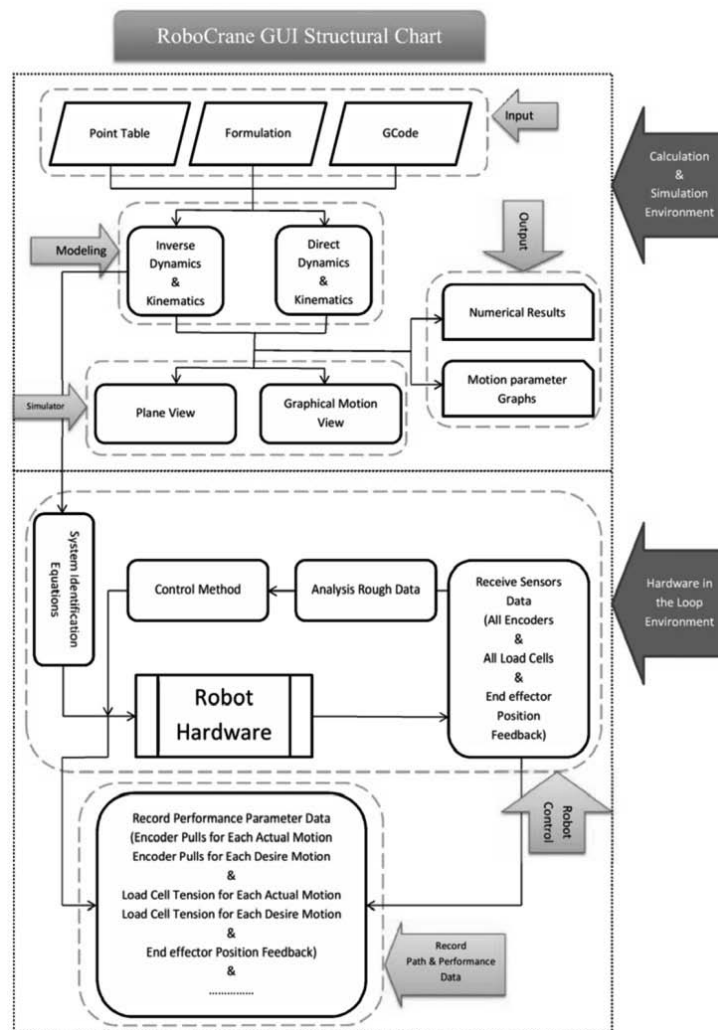 RoboCrane GUI Structural Chart
Point Table
Formulation
GCode
Input
Calculation
&
Simulation
Environment
Modeling
Inverse
Dynamics
&
Kinematics
Direct
Dynamics
&
Kinematics
Output
Numerical Results
Motion parameter
Graphs
Simulator
Plane View
Graphical Motion
View
System Identification
Equations
Control Method
Analysis Rough Data
Receive Sensors
Data
(All Encoders
&
All Load Cells
&
End effector
Position
Feedback)
Hardware in
the Loop
Environment
Robot
Hardware
Robot
Control
Record Performance Parameter Data
(Encoder Pulls for Each Actual Motion
Encoder Pulls for Each Desire Motion
&
Load Cell Tension for Each Actual Motion
Load Cell Tension for Each Desire Motion
&
End effector Position Feedback)
&
...............
Record
Path & Performance
Data